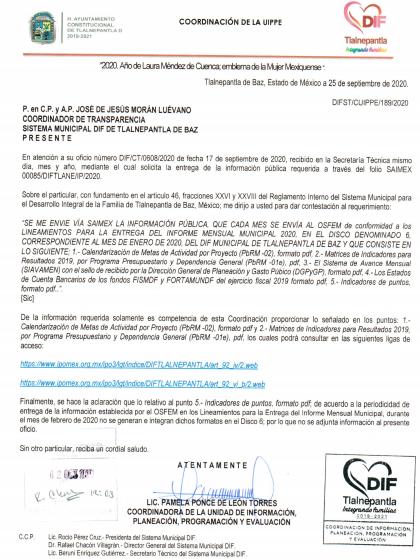 H. AYUNTAMIENTO
CONSTITUCIONAL
DE TLALNEPANTLA D
2019-2021
COORDINACIÓN DE LA UIPPE
DIF
Tlalnepantla
Integrando familias
"2020. Año de Laura Méndez de Cuenca; emblema de la Mujer Mexiquense".
Tlalnepantla de Baz, Estado de México a 25 de septiembre de 2020.
DIFST/CUIPPE/189/2020
P. en C.P. y A.P. JOSÉ DE JESÚS MORÁN LUÉVANO
COORDINADOR DE TRANSPARENCIA
SISTEMA MUNICIPAL DIF DE TLALNEPANTLA DE BAZ
P R E S E N T E
En atención a su oficio número DIF/CT/0608/2020 de fecha 17 de septiembre de 2020, recibido en la Secretaría Técnica mismo
día, mes y año, mediante el cual solicita la entrega de la información pública requerida a través del folio SAIMEX
00085/DIFTLANE/IP/2020.
Sobre el particular, con fundamento en el artículo 46, fracciones XXVI y XXVIII del Reglamento Interno del Sistema Municipal para
el Desarrollo Integral de la Familia de Tlalnepantla de Baz, México; me dirijo a usted para dar contestación al requerimiento:
"SE ME ENVÍE VÍA SAIMEX LA INFORMACIÓN PÚBLICA, QUE CADA MES SE ENVÍA AL OSFEM de conformidad a los
LINEAMIENTOS PARA LA ENTREGA DEL INFORME MENSUAL MUNICIPAL 2020, EN EL DISCO DENOMINADO 6,
CORRESPONDIENTE AL MES DE ENERO DE 2020, DEL DIF MUNICIPAL DE TLALNEPANTLA DE BAZ Y QUE CONSISTE EN
LO SIGUIENTE; 1.- Calendarización de Metas de Actividad por Proyecto (PbRM -02), formato pdf, 2.- Matrices de Indicadores para
Resultados 2019, por Programa Presupuestario y Dependencia General (PbRM -01e), pdf, 3.- El Sistema de Avance Mensual
(SIAVAMEN) con el sello de recibido por la Dirección General de Planeación y Gasto Púbico (DGPyGP), formato pdf, 4.- Los Estados
de Cuenta Bancarios de los fondos FISMDF y FORTAMUNDF del ejercicio fiscal 2019 formato pdf, 5.- Indicadores de puntos,
formato pdf..".
[Sic]
De la información requerida solamente es competencia de esta Coordinación proporcionar lo señalado en los puntos: 1.-
Calendarización de Metas de Actividad por Proyecto (PbRM -02), formato pdf y 2.- Matrices de Indicadores para Resultados 2019,
por Programa Presupuestario y Dependencia General (PbRM -01e), pdf, los cuales podrá consultar en las siguientes ligas de
acceso:
https://www.ipomex.org.mx/ipo3/lgt/indice/DIFTLALNEPANTLA/art_92_iv/2.web
https://www.ipomex.org.mx/ipo3/lgt/indice/DIFTLALNEPANTLA/art_92_vi_b/2.web
Finalmente, se hace la aclaración que lo relativo al punto 5.- Indicadores de puntos, formato pdf; de acuerdo a la periodicidad de
entrega de la información establecida por el OSFEM en los Lineamientos para la Entrega del Informe Mensual Municipal, durante
el mes de febrero de 2020 no se generan e integran dichos formatos en el Disco 6; por lo que no se adjunta información al presente
oficio.
Sin otro particular, reciba un cordial saludo.
A T E N T A M E N T E
LIC. PAMELA PONCE DE LEÓN TORRES
COORDINADORA DE LA UNIDAD DE INFORMACIÓN,
PLANEACIÓN, PROGRAMACIÓN Y EVALUACIÓN
DIF
Tlalnepantla
Integrando familias
2019-2021
COORDINACIÓN DE INFORMACIÓN,
PLANEACIÓN, PROGRAMACIÓN
Y EVALUACIÓN
C.C.P. Lic. Rocío Pérez Cruz.- Presidenta del Sistema Municipal DIF.
Dr. Rafael Chacón Villagrán.- Director General del Sistema Municipal DIF.
Lic. Beruni Enríquez Gutiérrez.- Secretario Técnico del Sistema Municipal DIF.